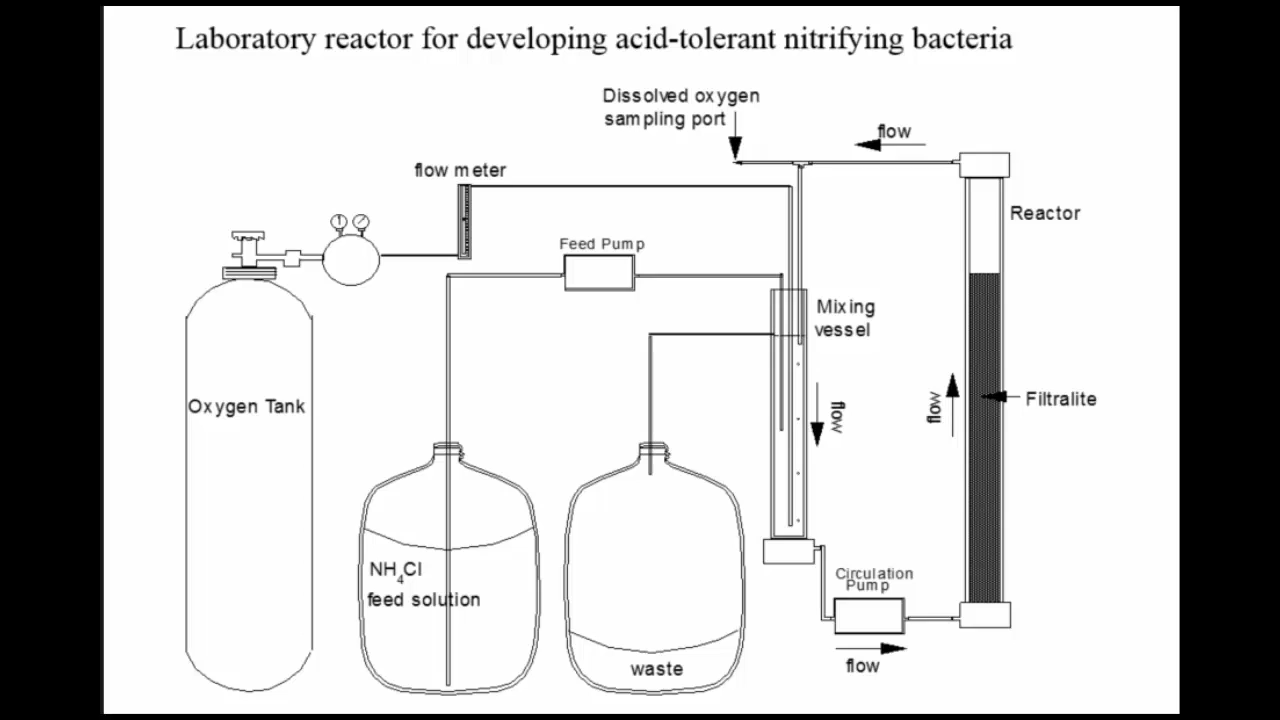 Laboratory reactor for developing acid-tolerant nitrifying bacteria
Dissolved oxygen
sampling port
flow
flow meter
Reactor
Feed Pump
Mixing
vessel
Oxygen Tank
flow
flow
Filtralite
NH4Cl
feed solution
Circulation
Pump
waste
flow